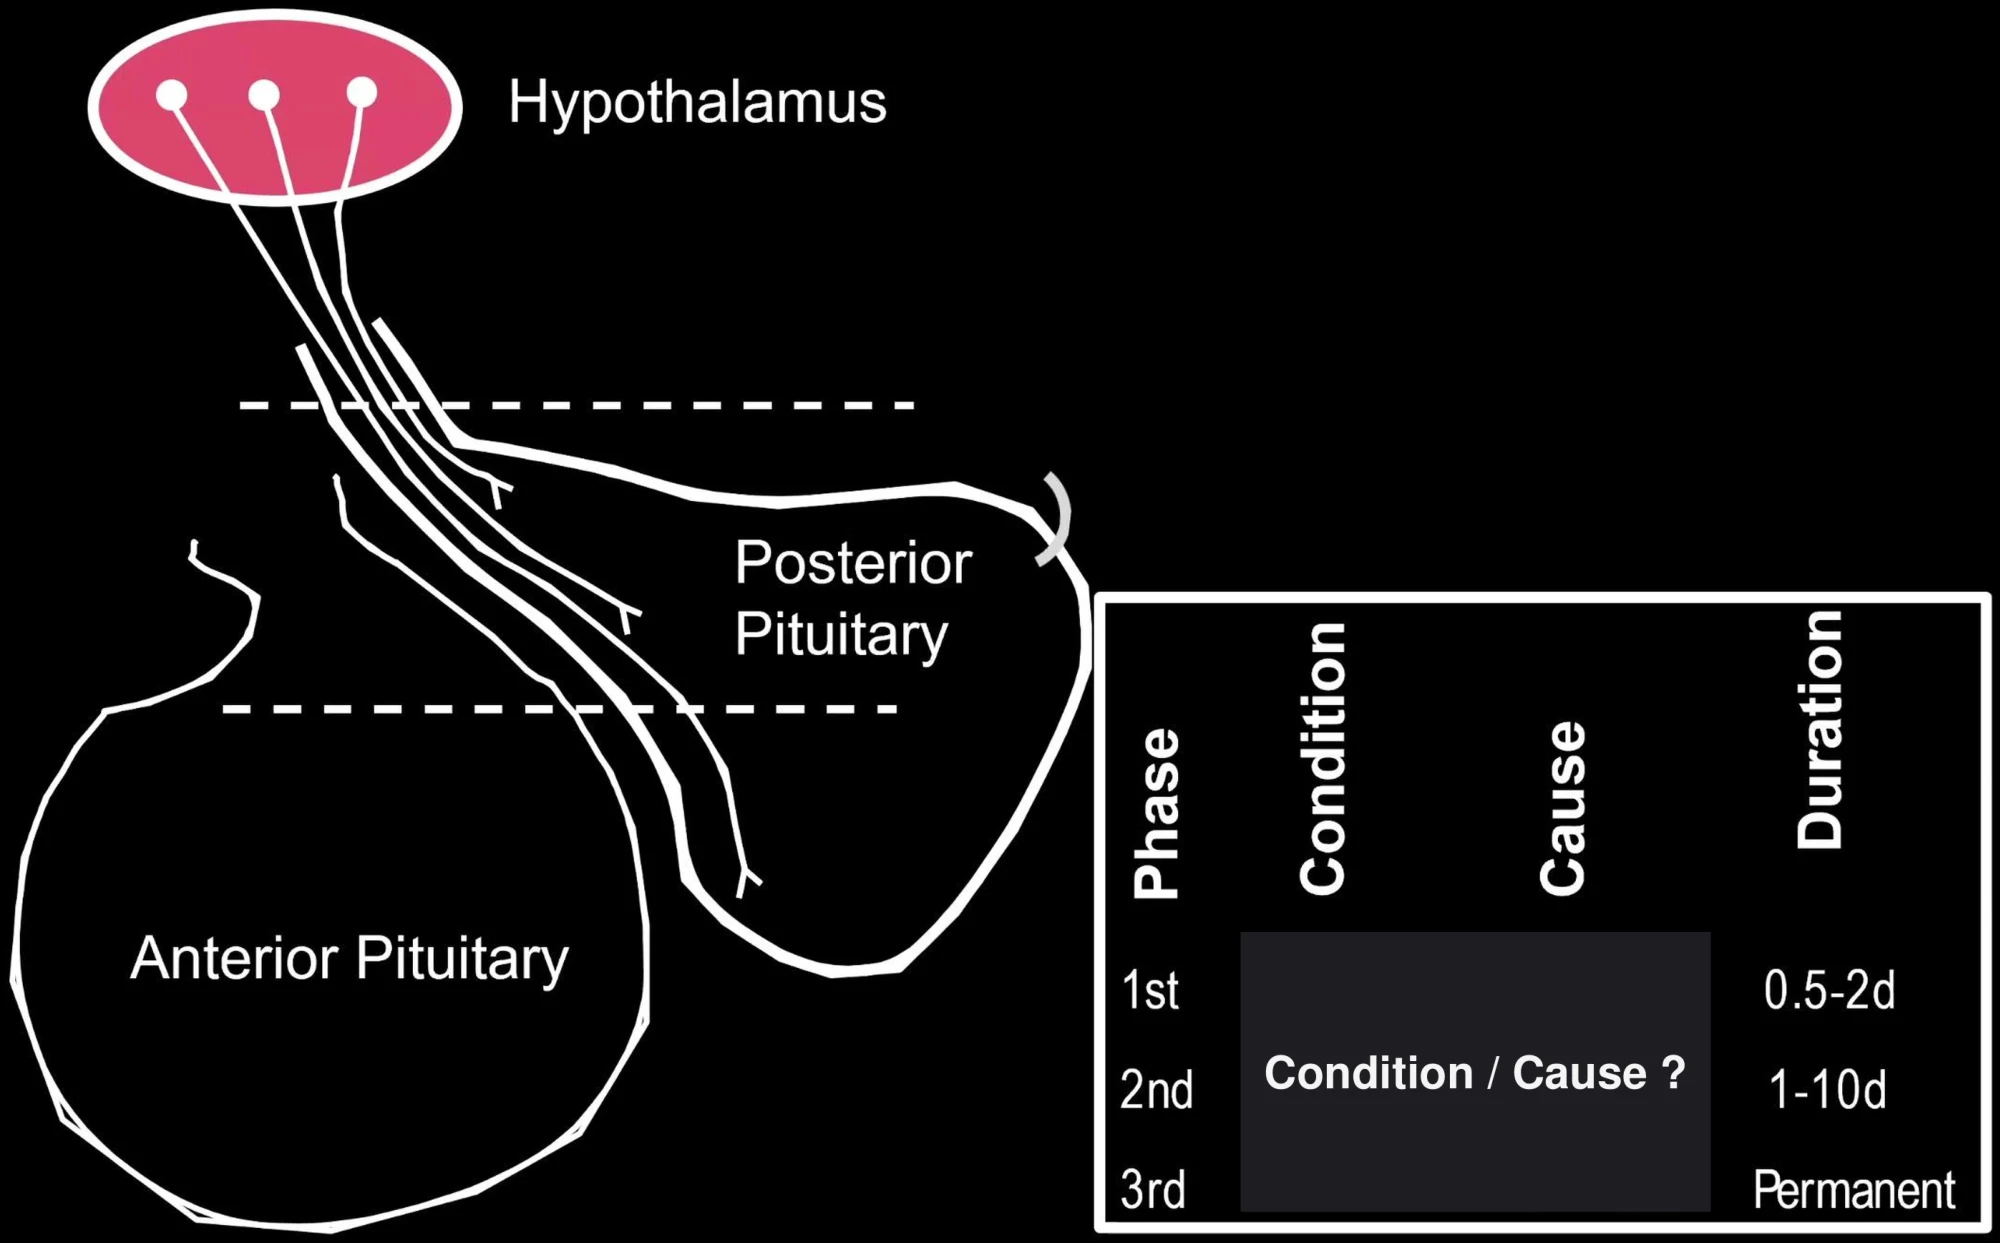 Hypothalamus
Posterior
Pituitary
Anterior Pituitary
Phase
Condition
Cause
Duration
1st
0.5-2d
Condition / Cause ?
2nd
1-10d
3rd
Permanent